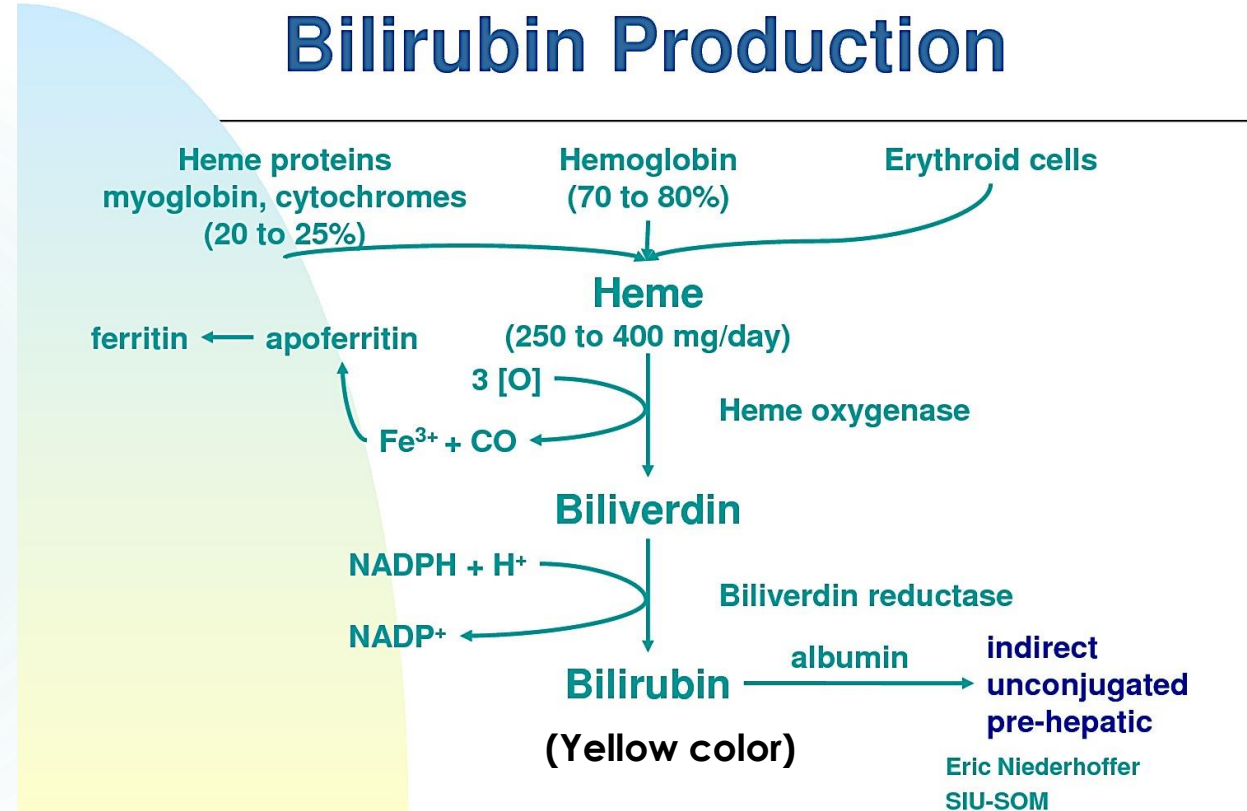 Bilirubin Production
Heme proteins
myoglobin, cytochromes
(20 to 25%)
Hemoglobin
(70 to 80%)
Erythroid cells
Heme
(250 to 400 mg/day)
ferritin
apoferritin
3 [O]
Fe³⁺ + CO
Heme oxygenase
Biliverdin
NADPH + H⁺
NADP⁺
Biliverdin reductase
Bilirubin
(Yellow color)
albumin
indirect
unconjugated
pre-hepatic
Eric Niederhoffer
SIU-SOM